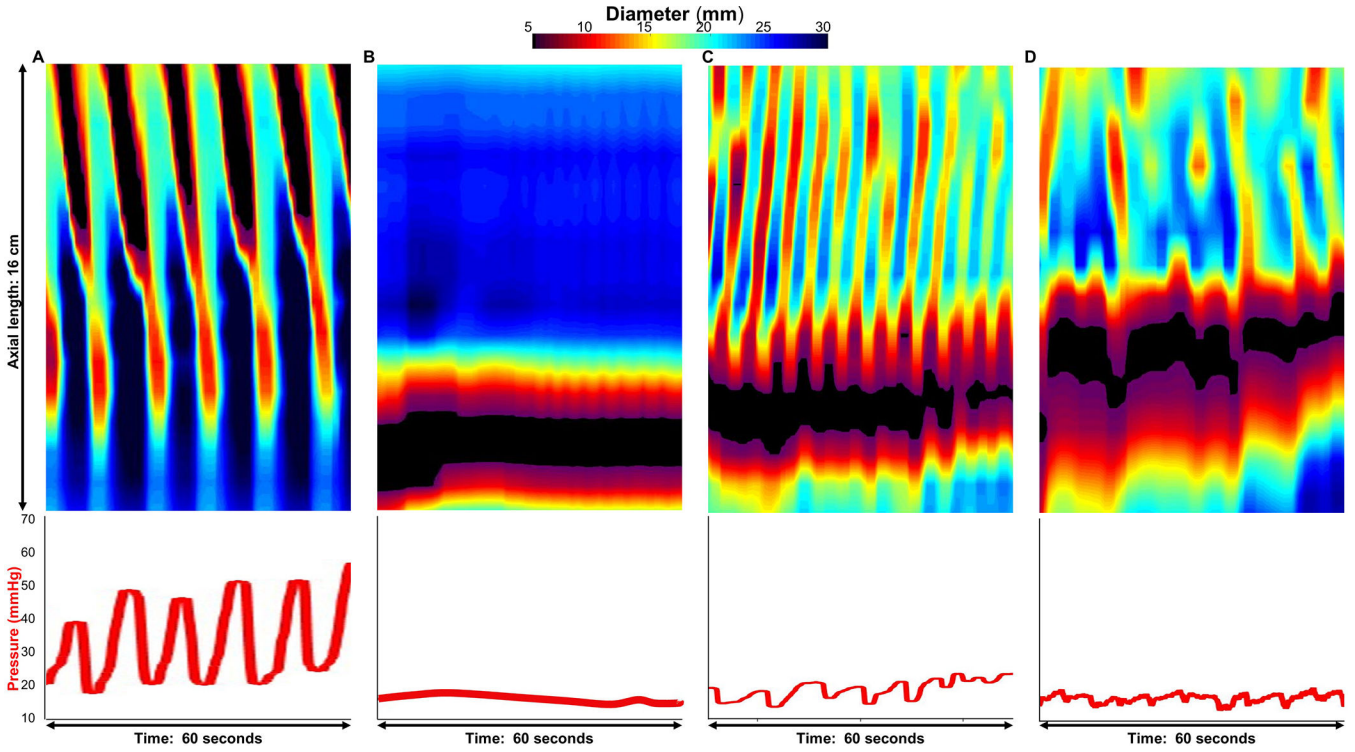 Diameter (mm)
5 10 15 20 25 30
A B C D
Axial length: 16 cm
70
60
50
40
30
20
10
Pressure (mmHg)
Time: 60 seconds Time: 60 seconds Time: 60 seconds Time: 60 seconds